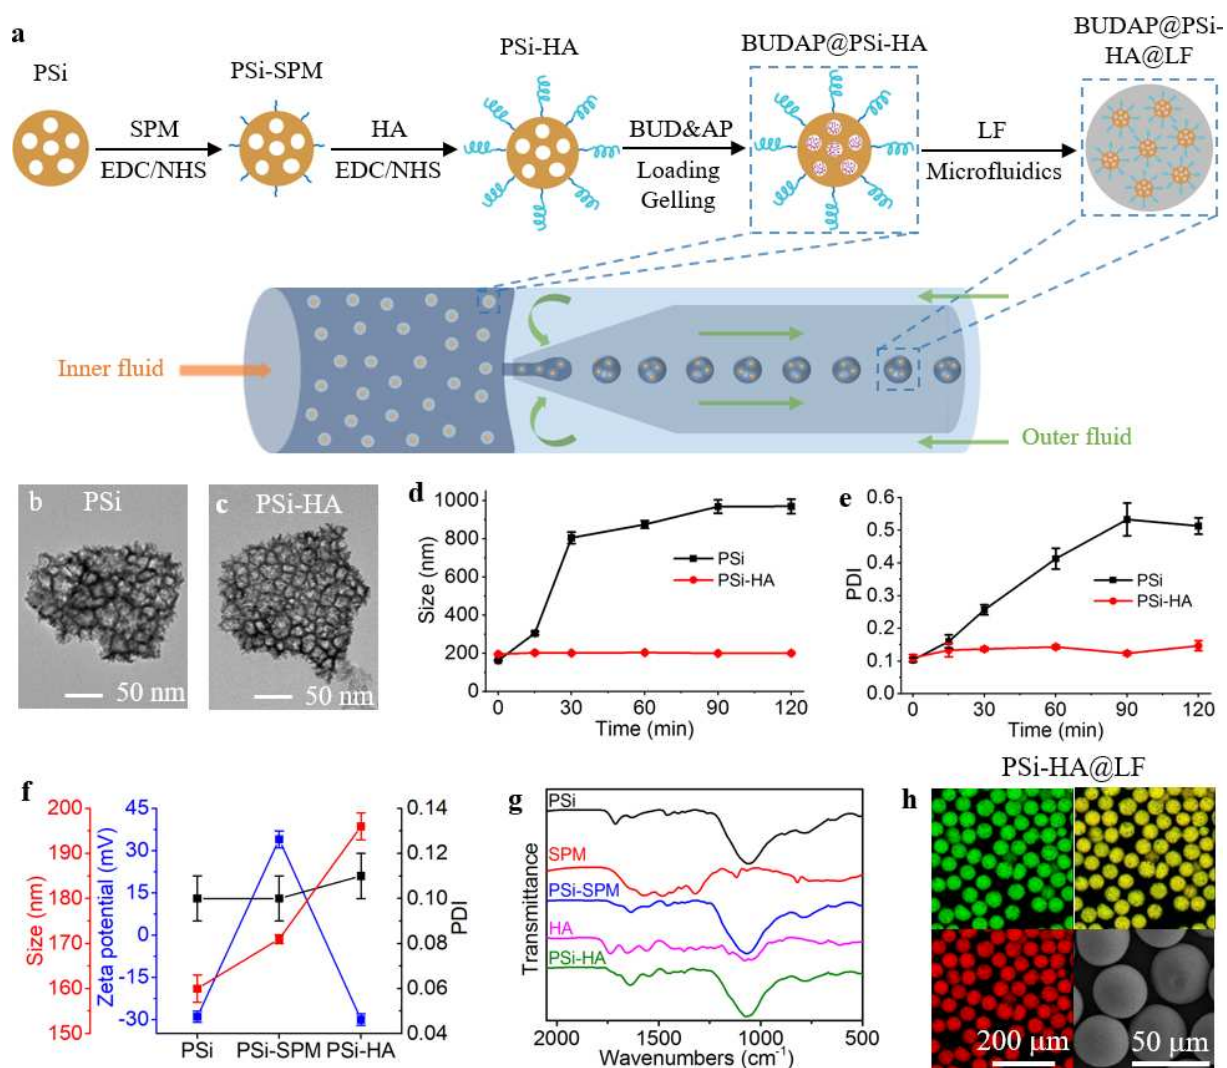 a
PSi
PSi-SPM
PSi-HA
BUDAP@PSi-HA
BUDAP@PSi-
HA@LF
SPM
EDC/NHS
HA
EDC/NHS
BUD&AP
Loading
Gelling
LF
Microfluidics
Inner fluid
Outer fluid
b
PSi
50 nm
c
PSi-HA
50 nm
d
Size (nm)
1000
800
600
400
200
0
PSi
PSi-HA
0 30 60 90 120
Time (min)
e
PDI
0.6
0.5
0.4
0.3
0.2
0.1
0.0
PSi
PSi-HA
0 30 60 90 120
Time (min)
f
Size (nm)
200
190
180
170
160
150
Zeta potential (mV)
45
30
15
0
-15
-30
0.14
0.12
0.10
0.08
0.06
0.04
PDI
PSi PSi-SPM PSi-HA
g
Transmittance
PSi
SPM
PSi-SPM
HA
PSi-HA
2000 1500 1000 500
Wavenumbers (cm⁻¹)
PSi-HA@LF
h
200 μm
50 μm